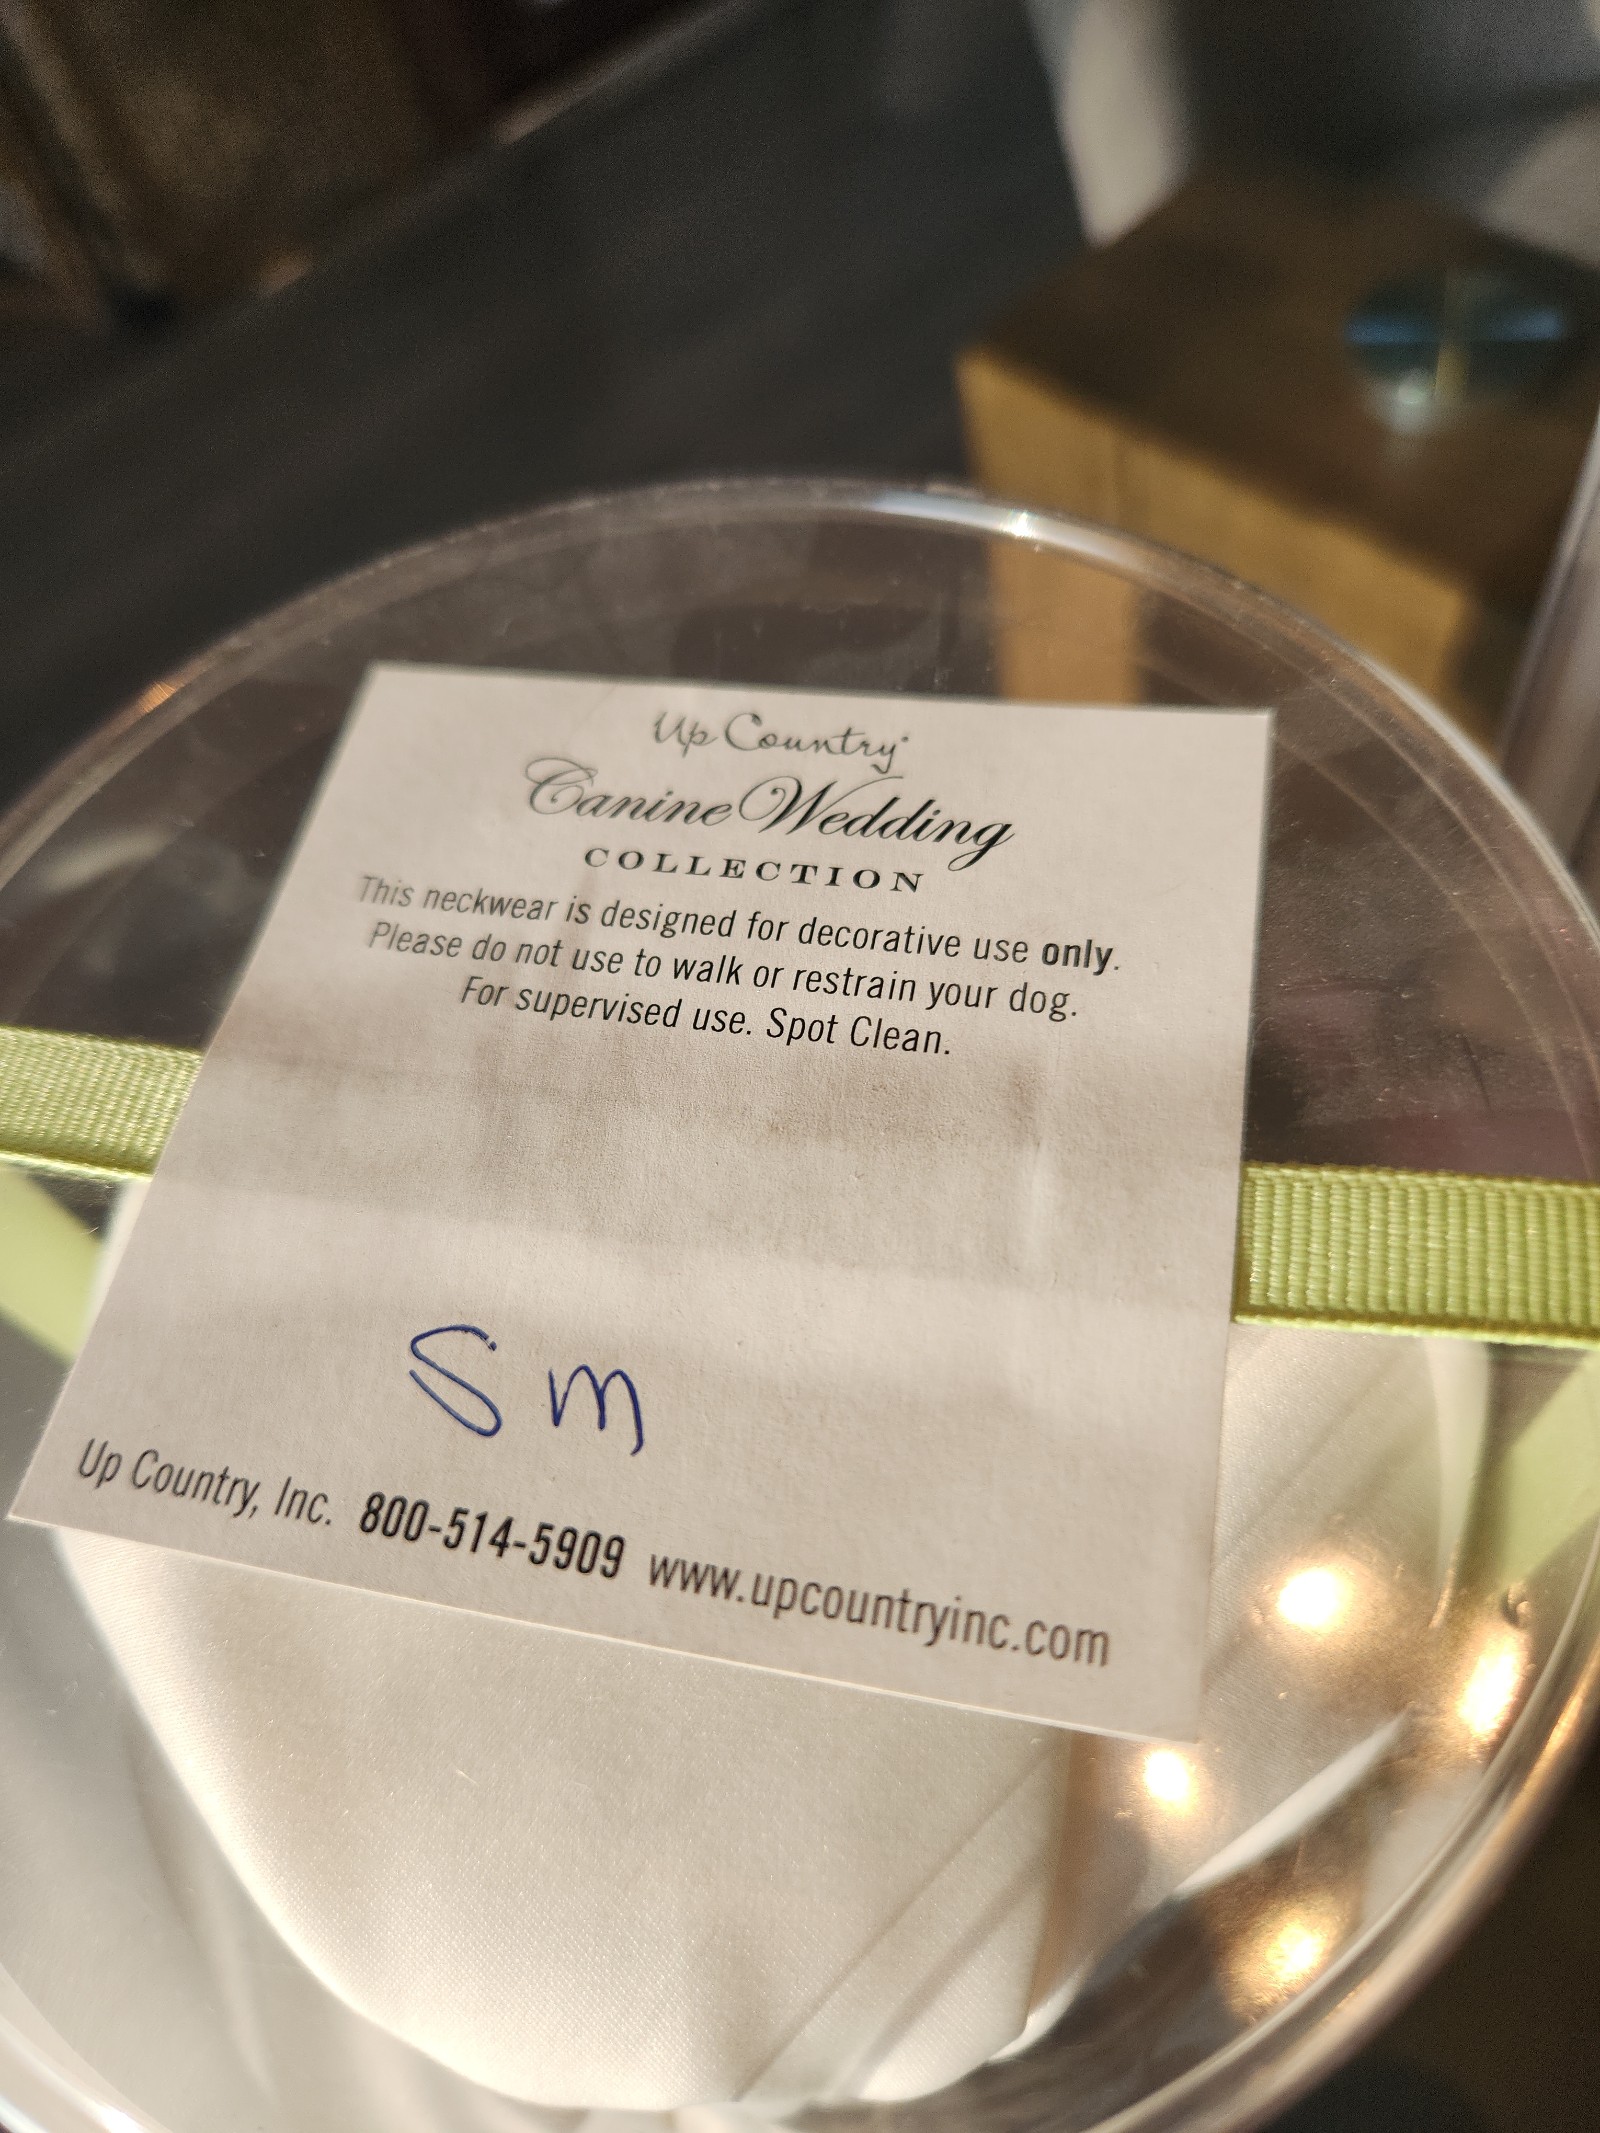 Up Country
Canine Wedding
COLLECTION
This neckwear is designed for decorative use only.
Please do not use to walk or restrain your dog.
For supervised use. Spot Clean.
Sm
Up Country, Inc. 800-514-5909 www.upcountryinc.com